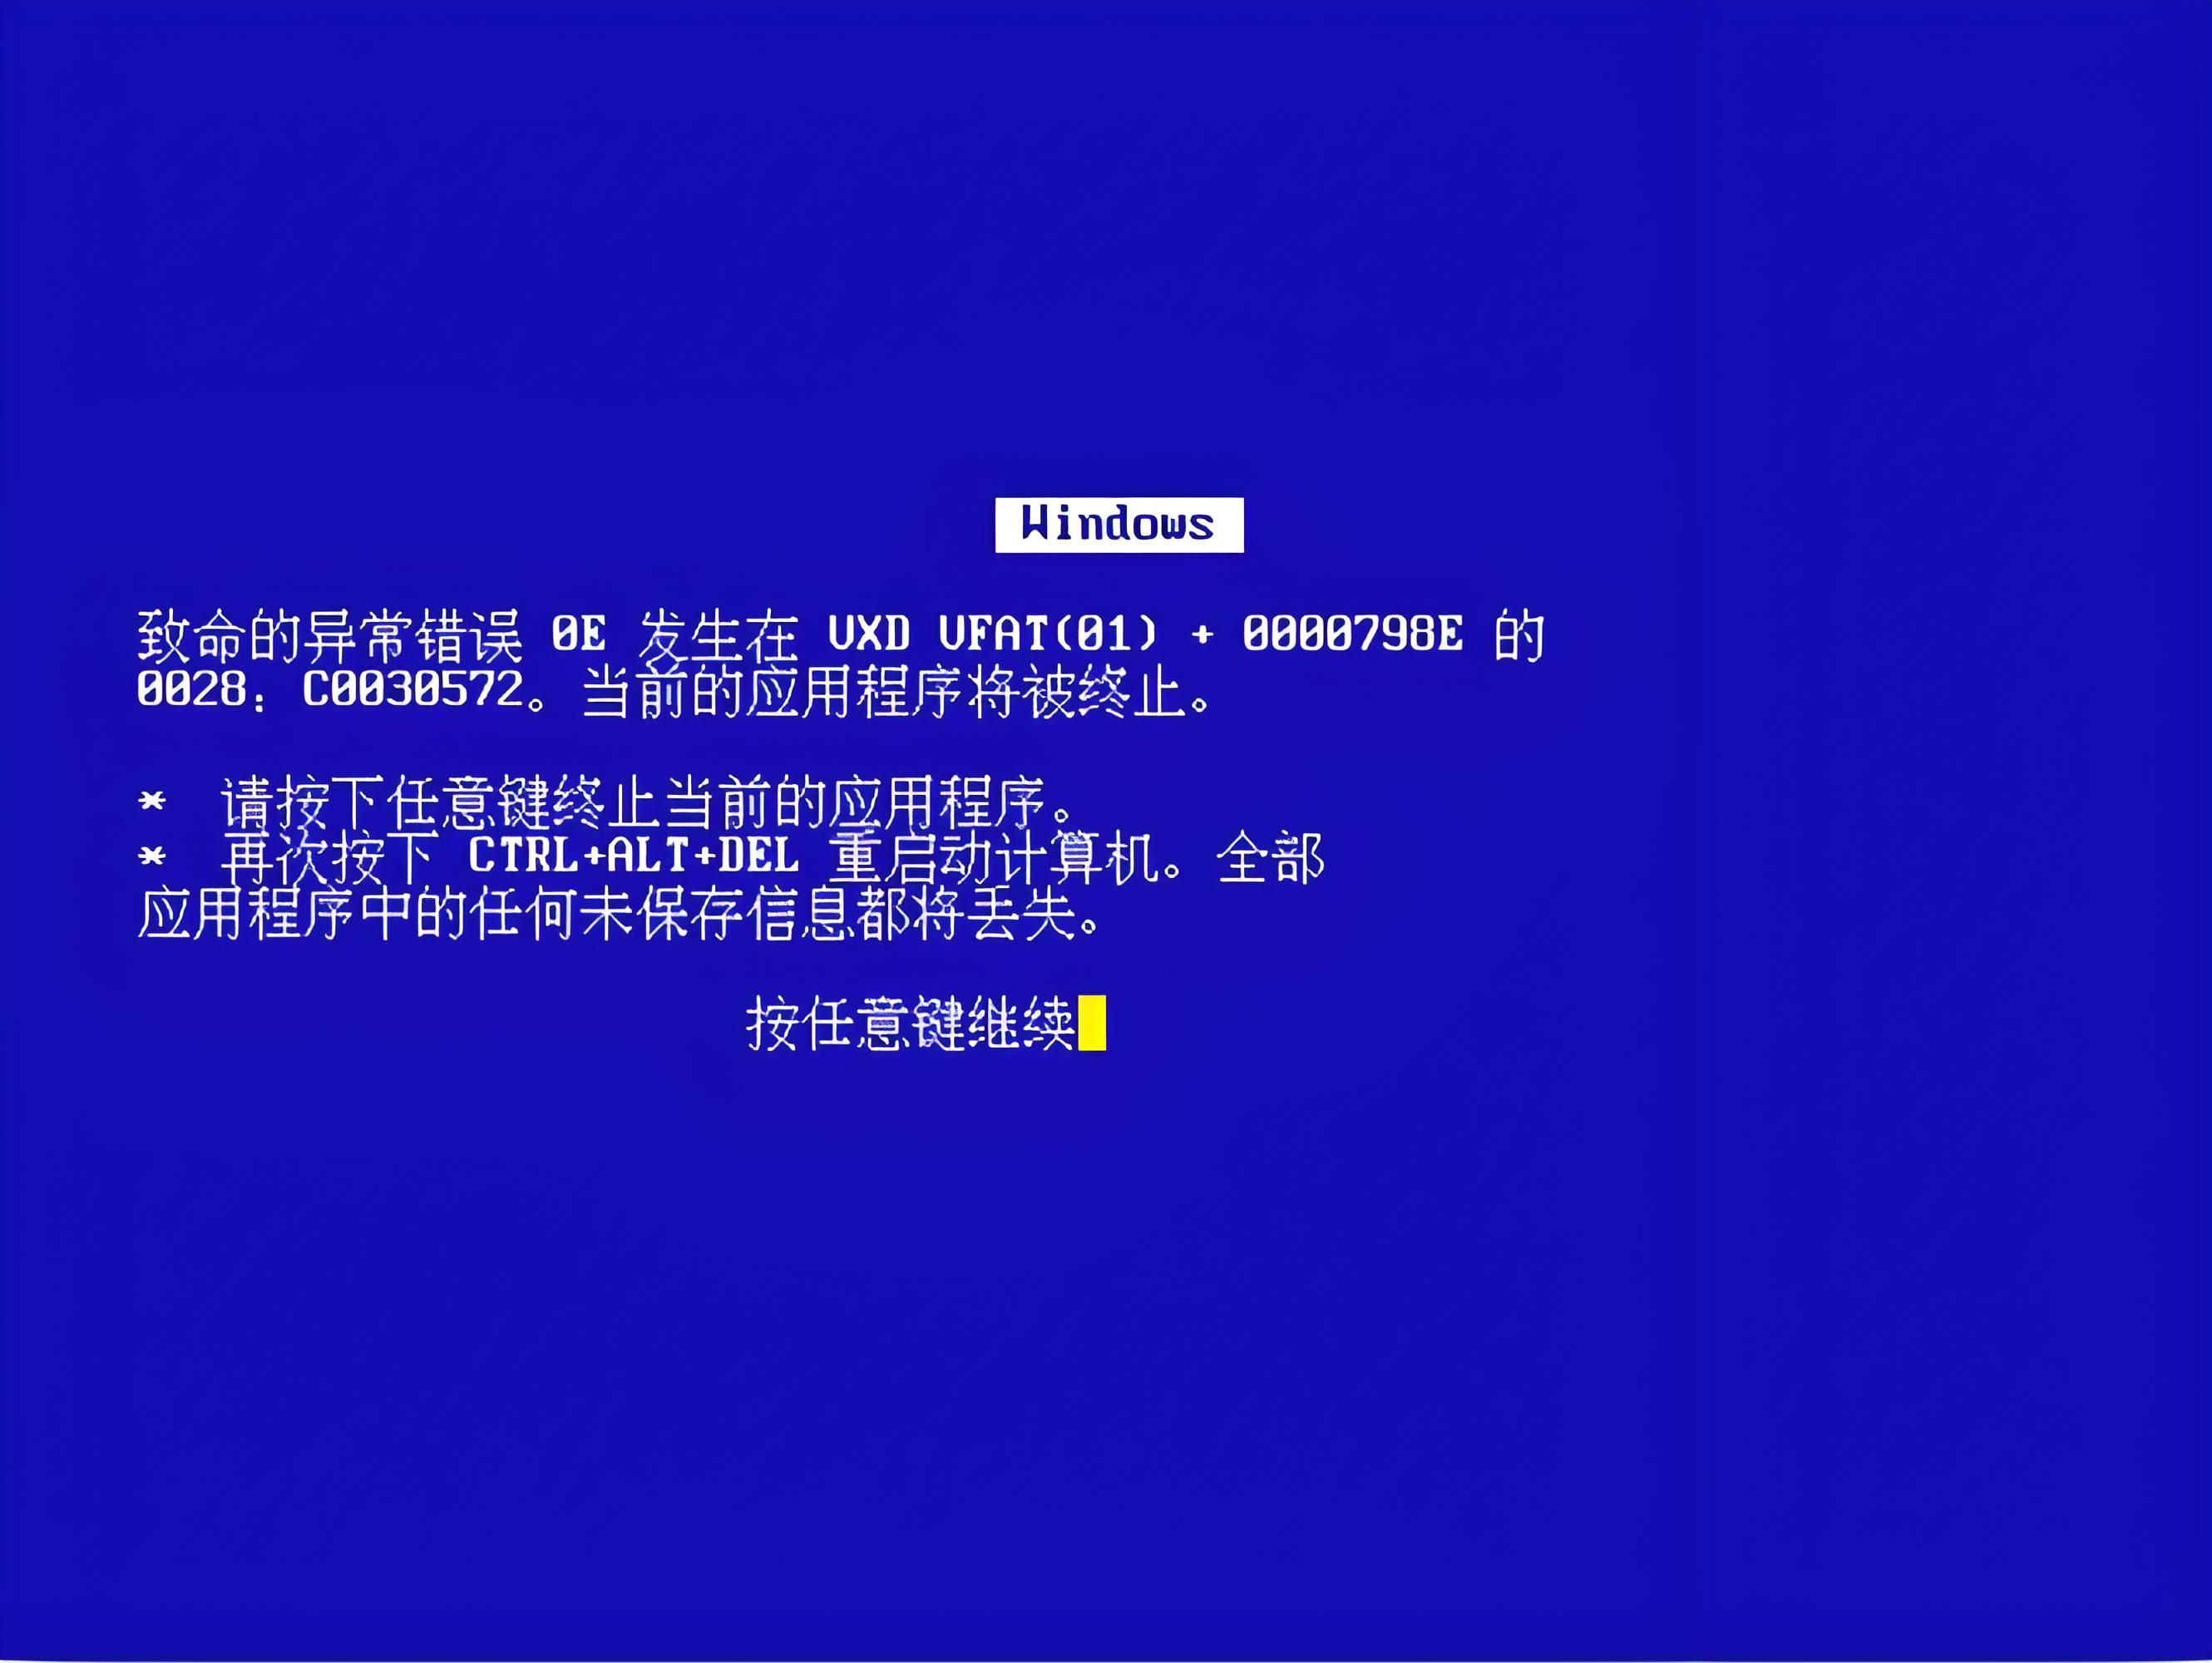 Windows
致命的异常错误 0E 发生在 VXD VFAT(01) + 0000798E 的
0028: C0030572。当前的应用程序将被终止。
* 请按下任意键终止当前的应用程序。
* 再次按下 CTRL+ALT+DEL 重启动计算机。全部
应用程序中的任何未保存信息都将丢失。
按任意键继续